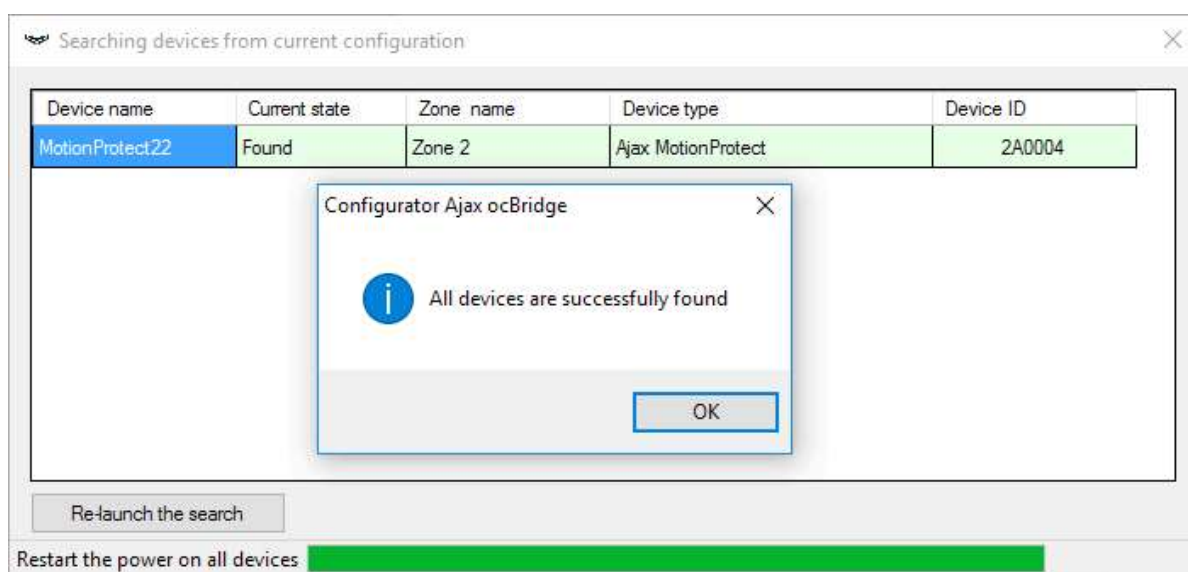 Searching devices from current configuration
Device name Current state Zone name Device type Device ID
MotionProtect22 Found Zone 2 Ajax MotionProtect 2A0004
Configurator Ajax ocBridge
All devices are successfully found
OK
Re-launch the search
Restart the power on all devices